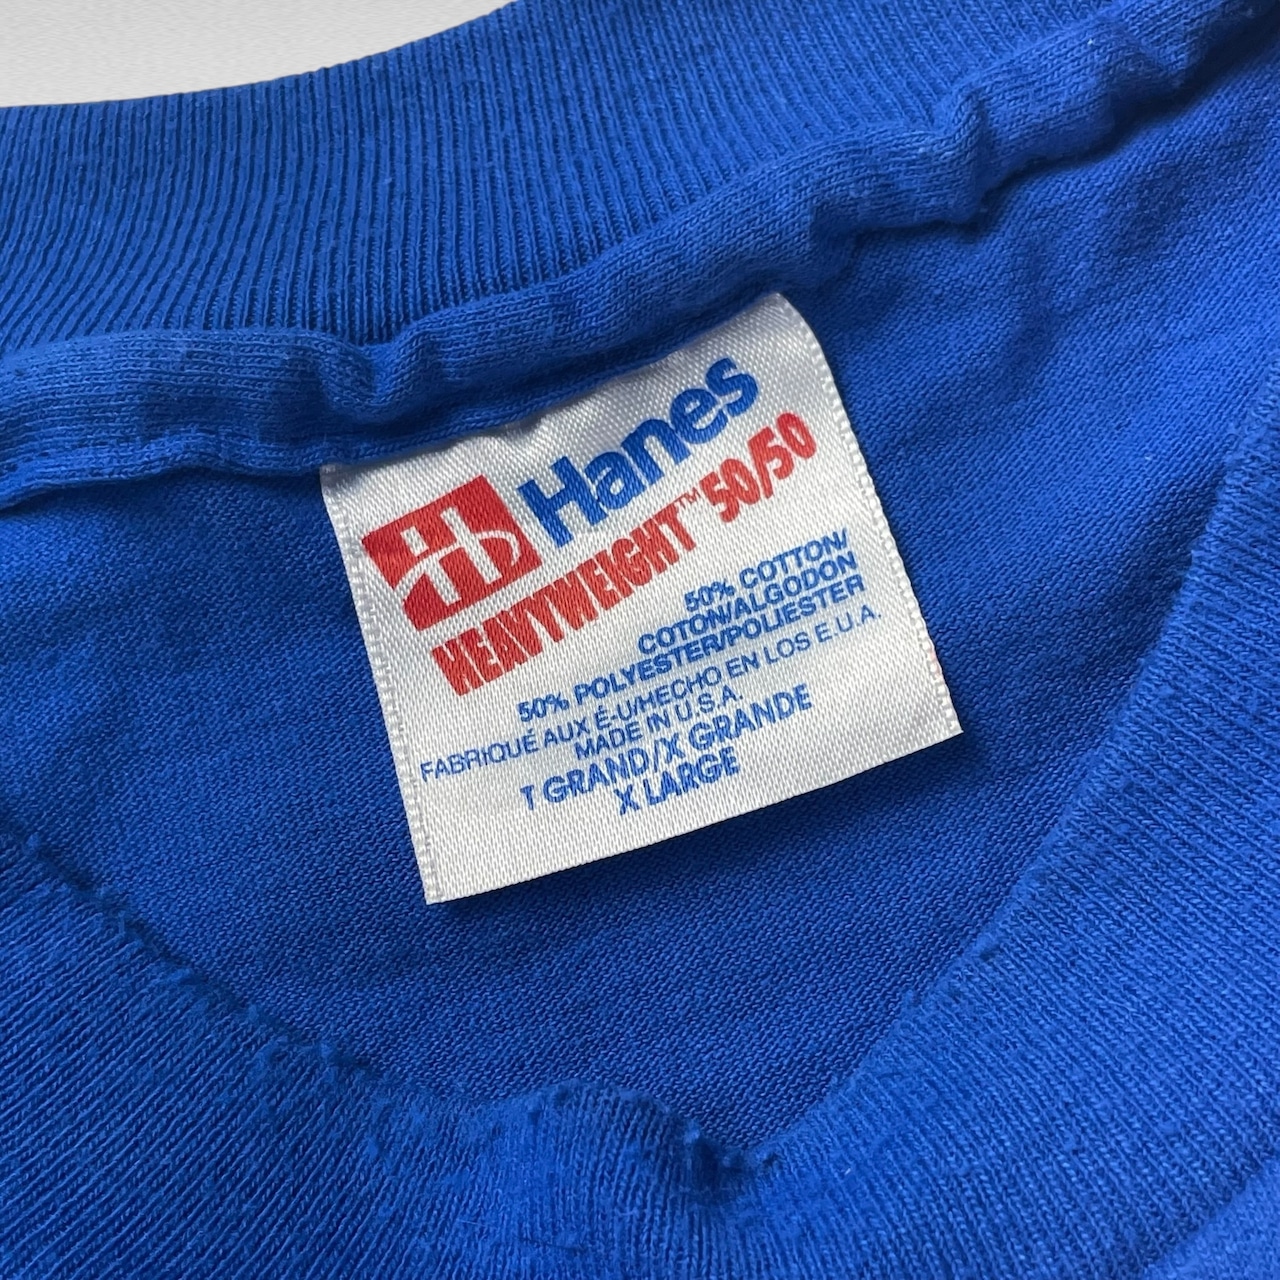 Hanes
HEAVYWEIGHT™ 50/50
50% COTTON/
COTON/ALGODON
50% POLYESTER/POLIESTER
FABRIQUÉ AUX É-U/HECHO EN LOS E.U.A.
MADE IN U.S.A.
T GRAND/X GRANDE
X LARGE